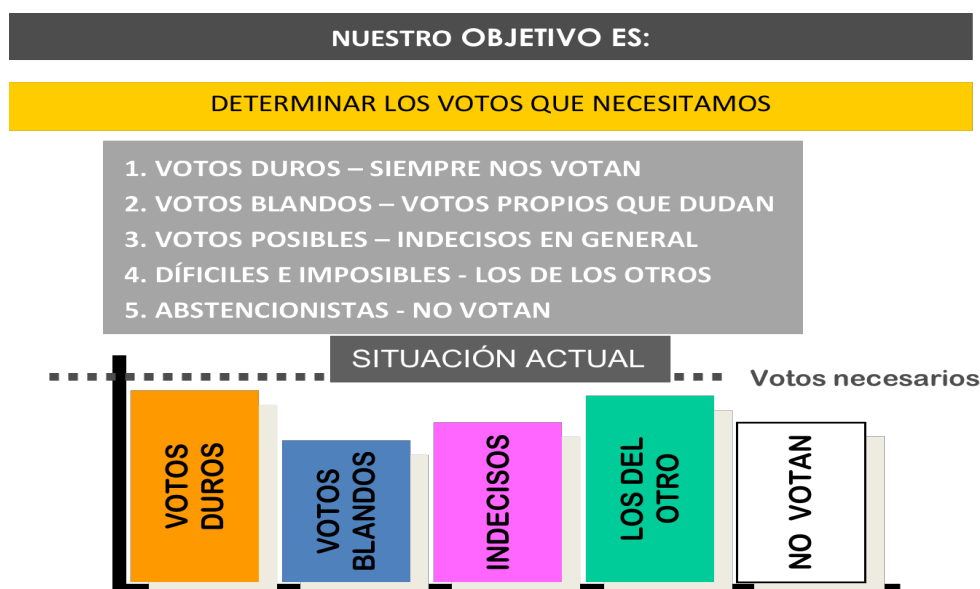 NUESTRO OBJETIVO ES:
DETERMINAR LOS VOTOS QUE NECESITAMOS
1. VOTOS DUROS – SIEMPRE NOS VOTAN
2. VOTOS BLANDOS – VOTOS PROPIOS QUE DUDAN
3. VOTOS POSIBLES – INDECISOS EN GENERAL
4. DÍFICILES E IMPOSIBLES - LOS DE LOS OTROS
5. ABSTENCIONISTAS - NO VOTAN
SITUACIÓN ACTUAL
Votos necesarios
VOTOS
DUROS
VOTOS
BLANDOS
INDECISOS
LOS DEL
OTRO
NO VOTAN